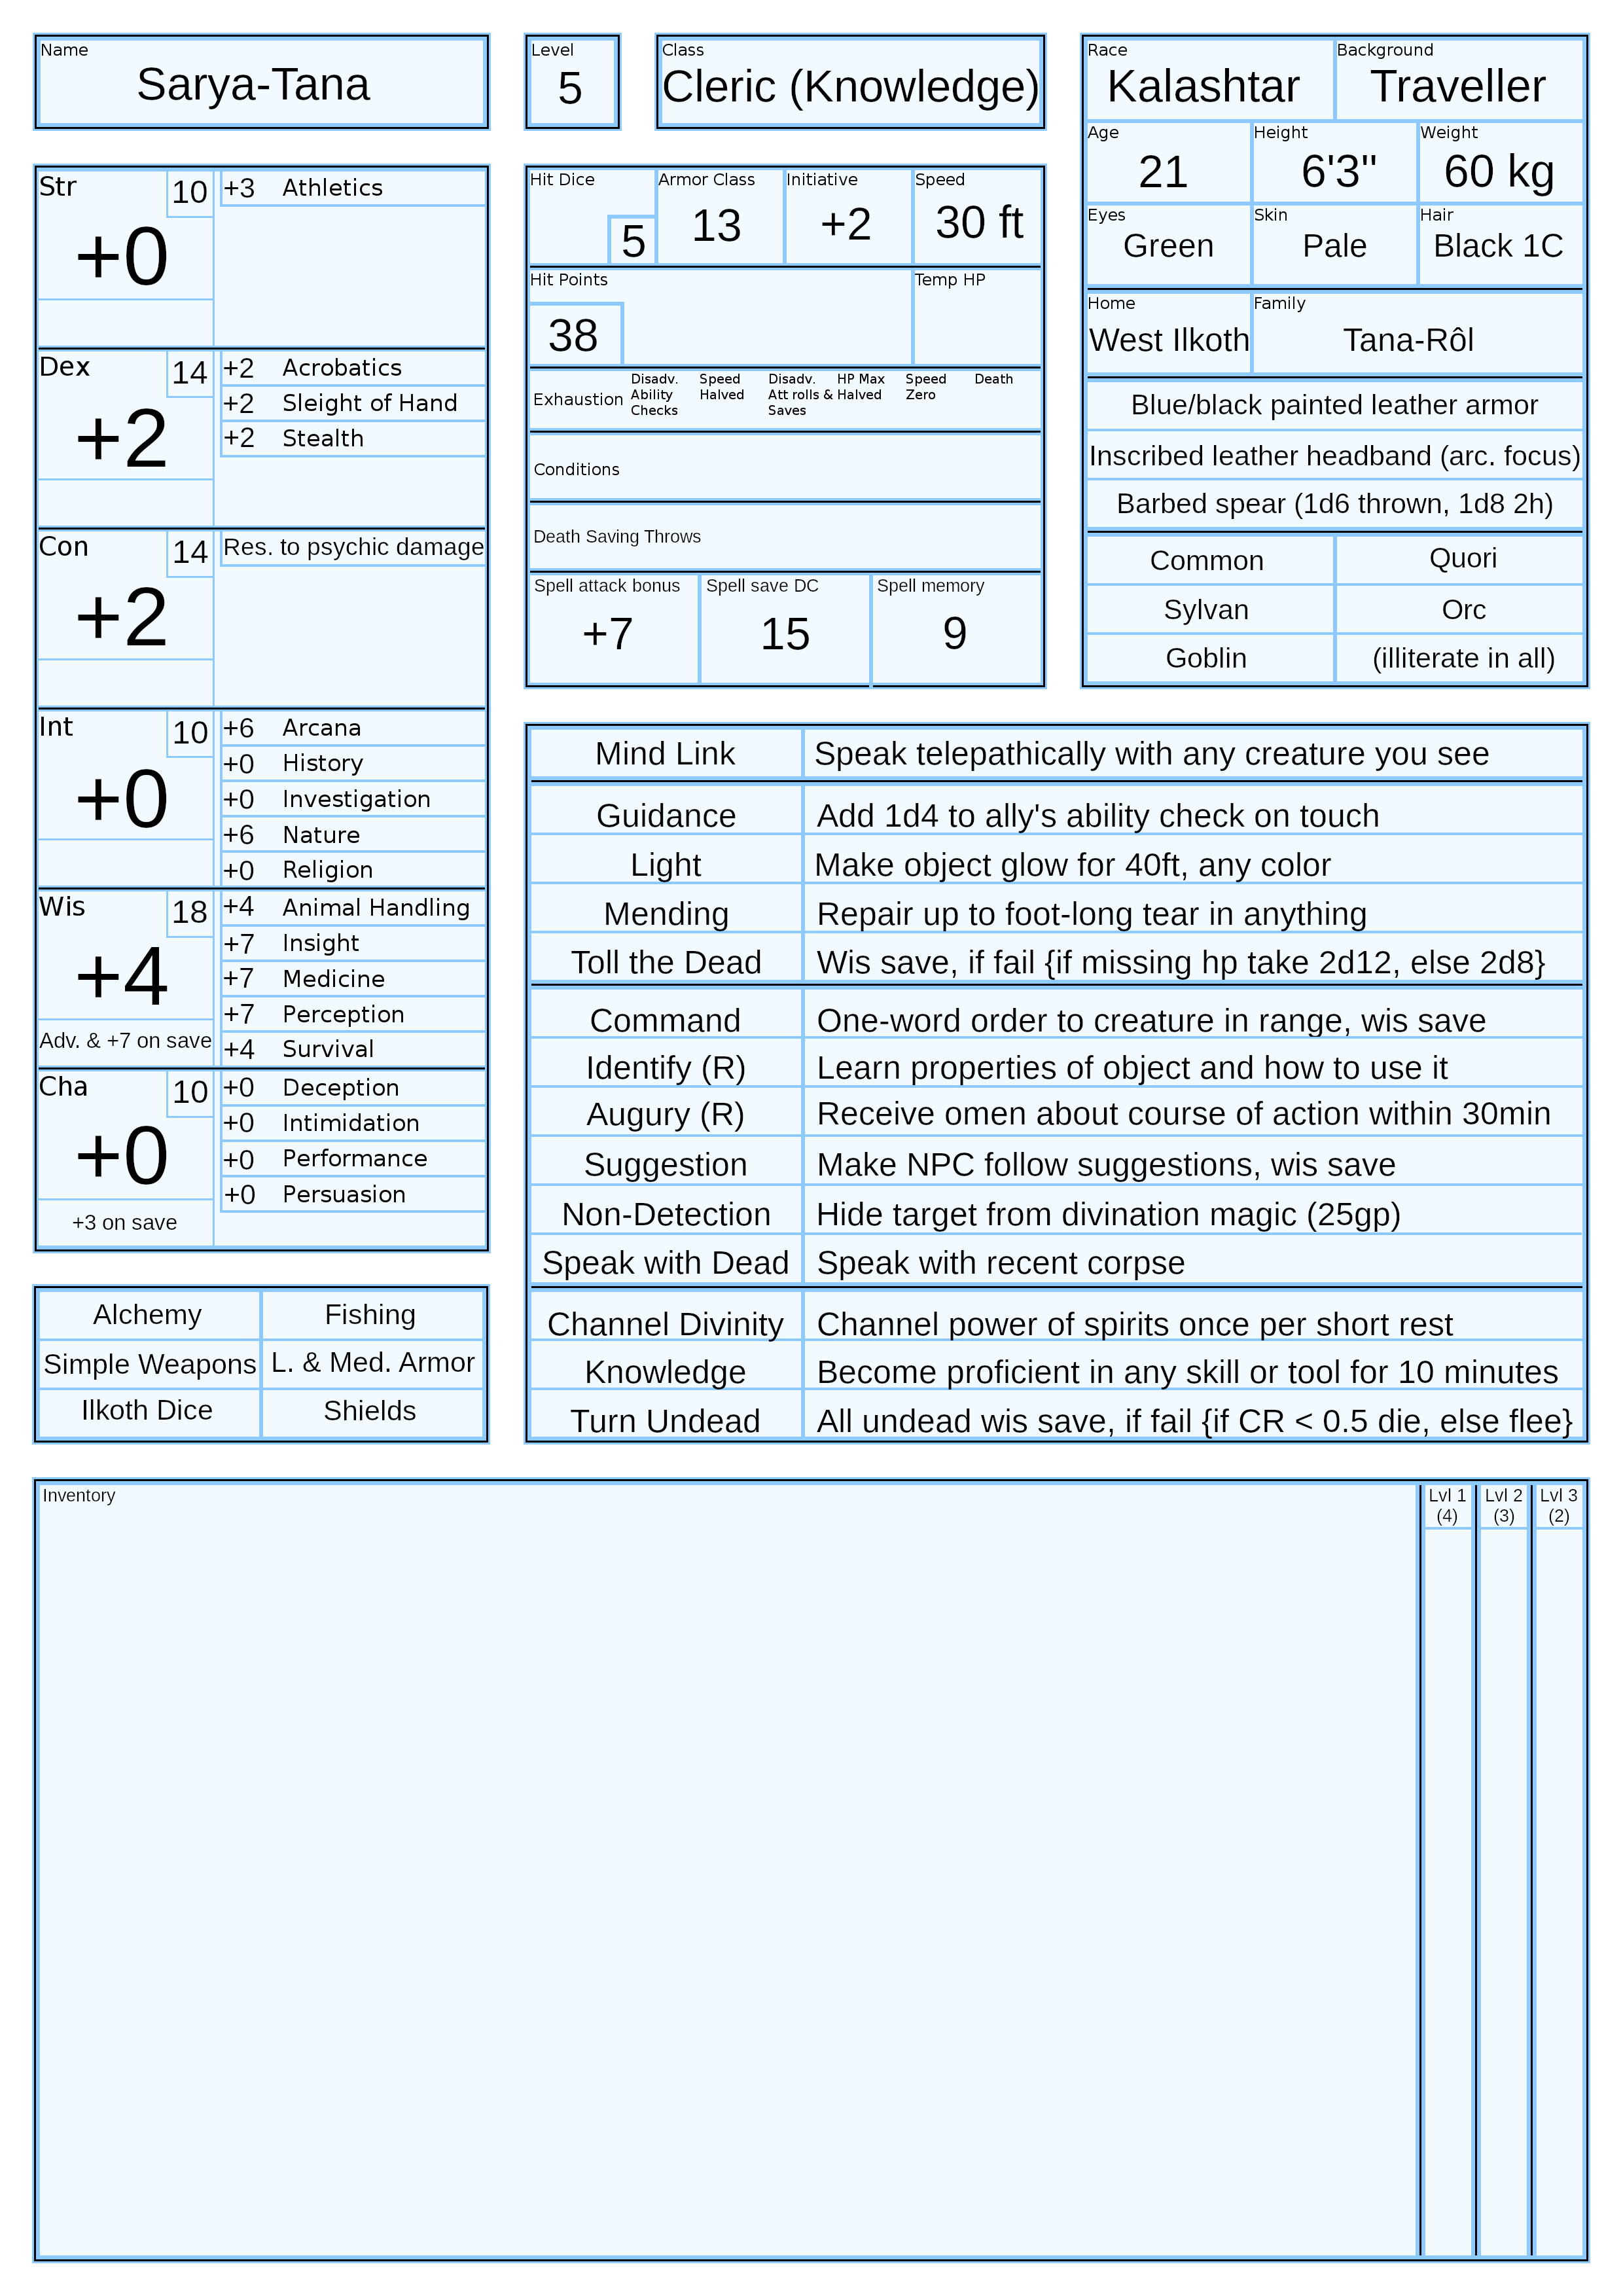 Name
Sarya-Tana
Level
5
Class
Cleric (Knowledge)
Race
Kalashtar
Background
Traveller
Age
21
Height
6'3"
Weight
60 kg
Eyes
Green
Skin
Pale
Hair
Black 1C
Home
West Ilkoth
Family
Tana-Rôl
Blue/black painted leather armor
Inscribed leather headband (arc. focus)
Barbed spear (1d6 thrown, 1d8 2h)
Common
Quori
Sylvan
Orc
Goblin
(illiterate in all)
Str
10
+0
+3 Athletics
Dex
14
+2
+2 Acrobatics
+2 Sleight of Hand
+2 Stealth
Con
14
+2
Res. to psychic damage
Int
10
+0
+6 Arcana
+0 History
+0 Investigation
+6 Nature
+0 Religion
Wis
18
+4
Adv. & +7 on save
+4 Animal Handling
+7 Insight
+7 Medicine
+7 Perception
+4 Survival
Cha
10
+0
+3 on save
+0 Deception
+0 Intimidation
+0 Performance
+0 Persuasion
Alchemy
Fishing
Simple Weapons
L. & Med. Armor
Ilkoth Dice
Shields
Hit Dice
5
Armor Class
13
Initiative
+2
Speed
30 ft
Hit Points
38
Temp HP
Exhaustion
Disadv.
Ability
Checks
Speed
Halved
Disadv.
Att rolls &
Saves
HP Max
Halved
Speed
Zero
Death
Conditions
Death Saving Throws
Spell attack bonus
+7
Spell save DC
15
Spell memory
9
Mind Link Speak telepathically with any creature you see
Guidance Add 1d4 to ally's ability check on touch
Light Make object glow for 40ft, any color
Mending Repair up to foot-long tear in anything
Toll the Dead Wis save, if fail {if missing hp take 2d12, else 2d8}
Command One-word order to creature in range, wis save
Identify (R) Learn properties of object and how to use it
Augury (R) Receive omen about course of action within 30min
Suggestion Make NPC follow suggestions, wis save
Non-Detection Hide target from divination magic (25gp)
Speak with Dead Speak with recent corpse
Channel Divinity Channel power of spirits once per short rest
Knowledge Become proficient in any skill or tool for 10 minutes
Turn Undead All undead wis save, if fail {if CR < 0.5 die, else flee}
Inventory
Lvl 1
(4)
Lvl 2
(3)
Lvl 3
(2)